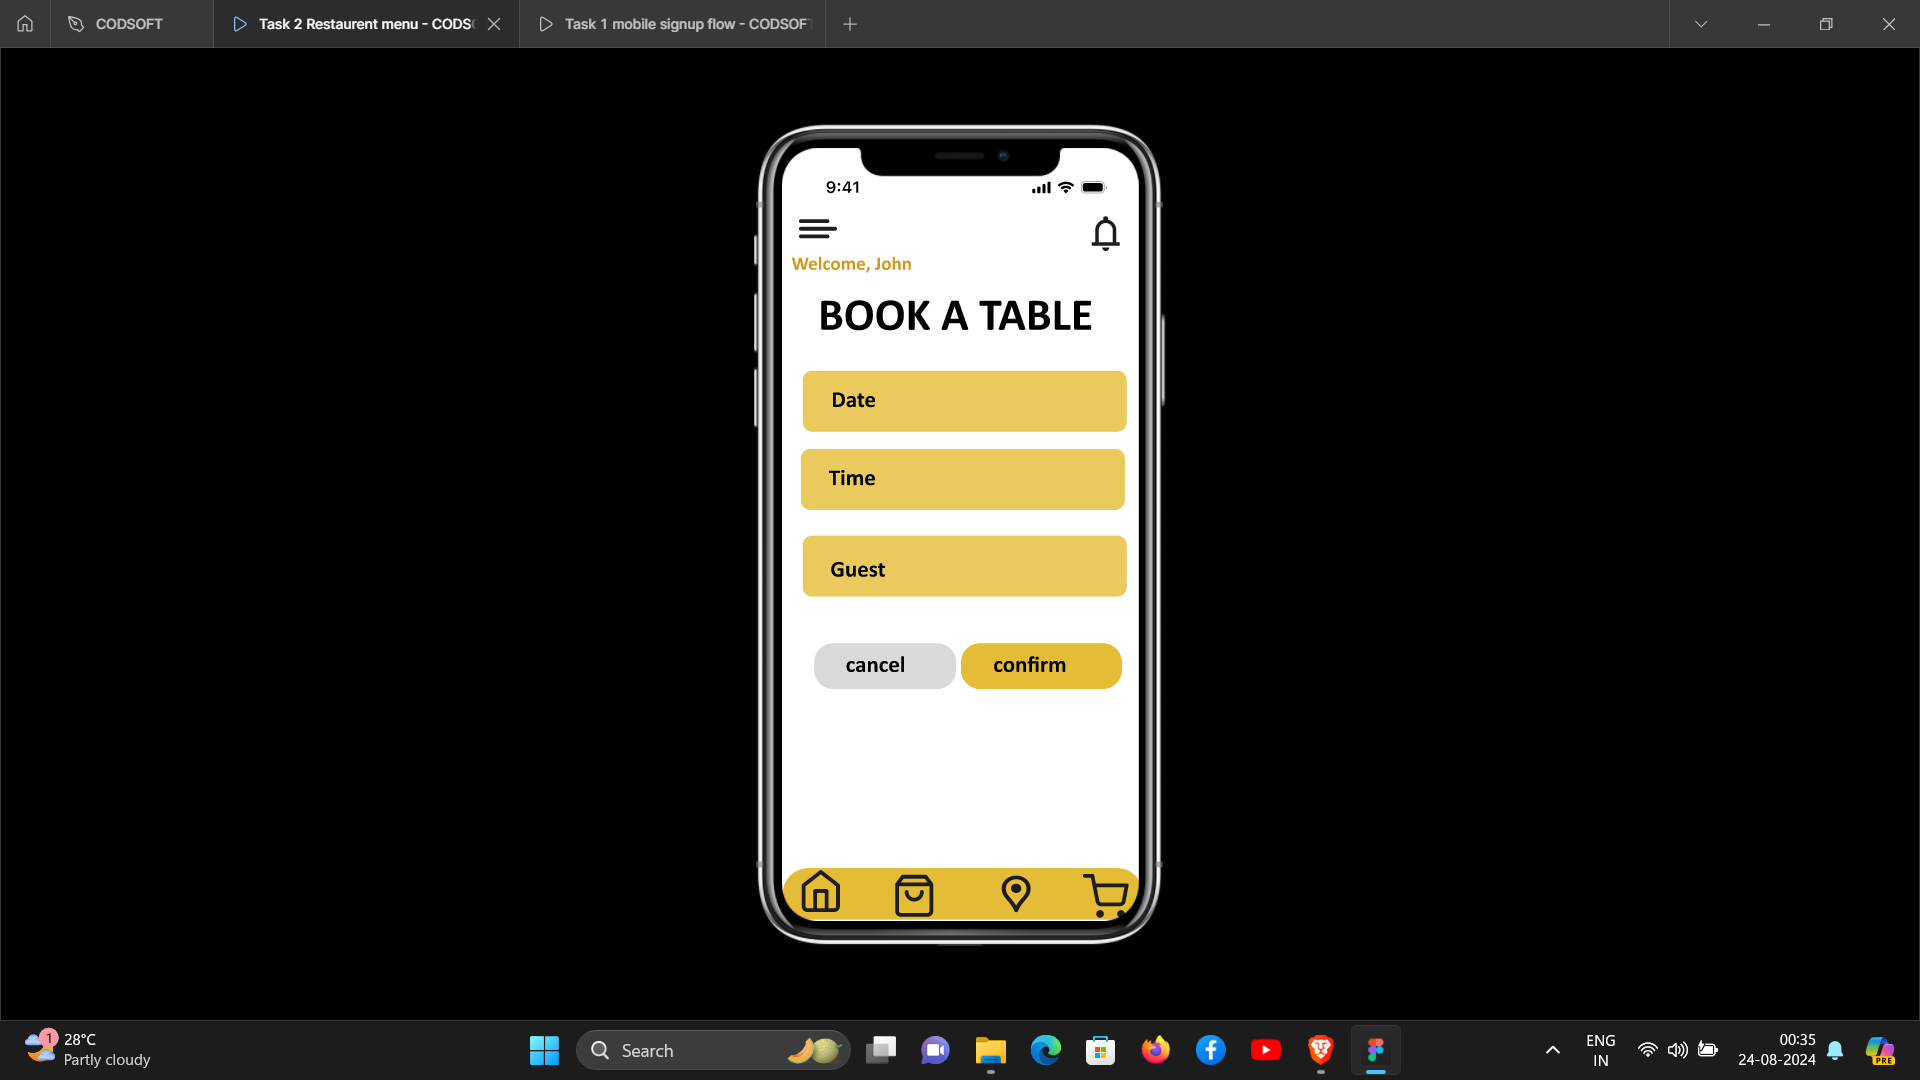 CODSOFT
Task 2 Restaurent menu - CODS
Task 1 mobile signup flow - CODSOF
9:41
Welcome, John
BOOK A TABLE
Date
Time
Guest
cancel
confirm
1
28°C
Partly cloudy
Search
ENG
IN
00:35
24-08-2024
PRE